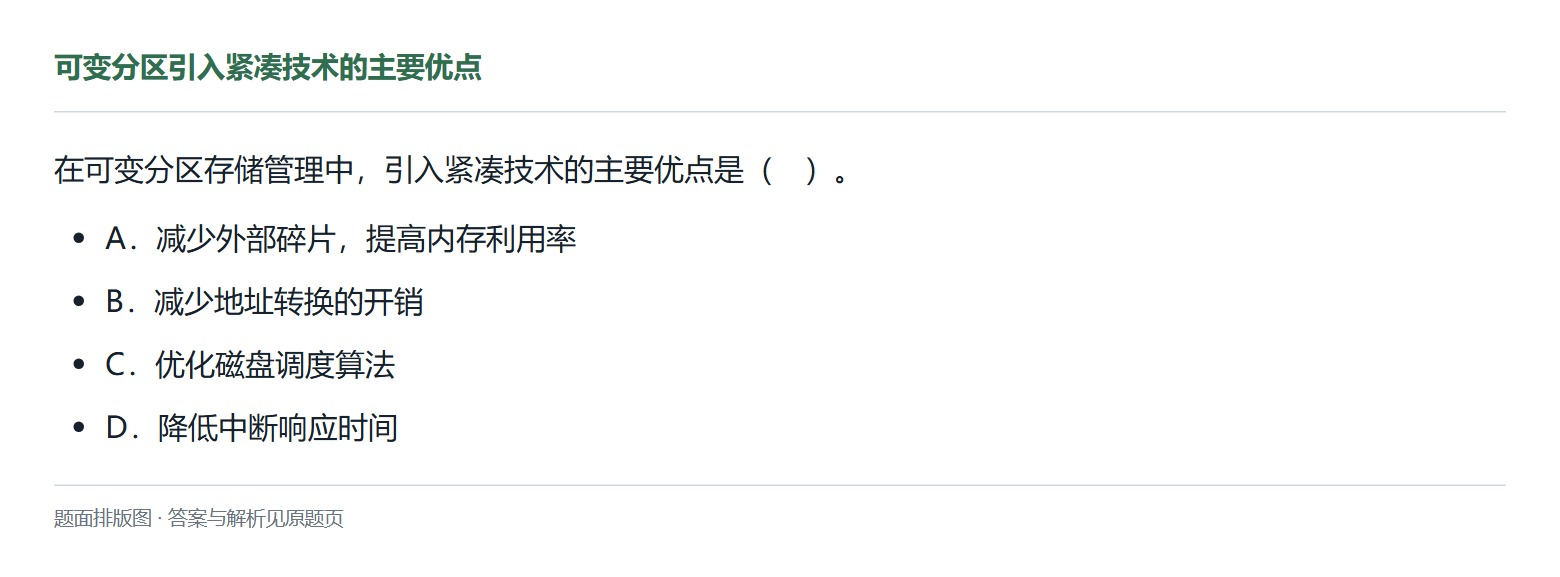 可变分区引入紧凑技术的主要优点
在可变分区存储管理中，引入紧凑技术的主要优点是（　）。
• A．减少外部碎片，提高内存利用率
• B．减少地址转换的开销
• C．优化磁盘调度算法
• D．降低中断响应时间
题面排版图 · 答案与解析见原题页